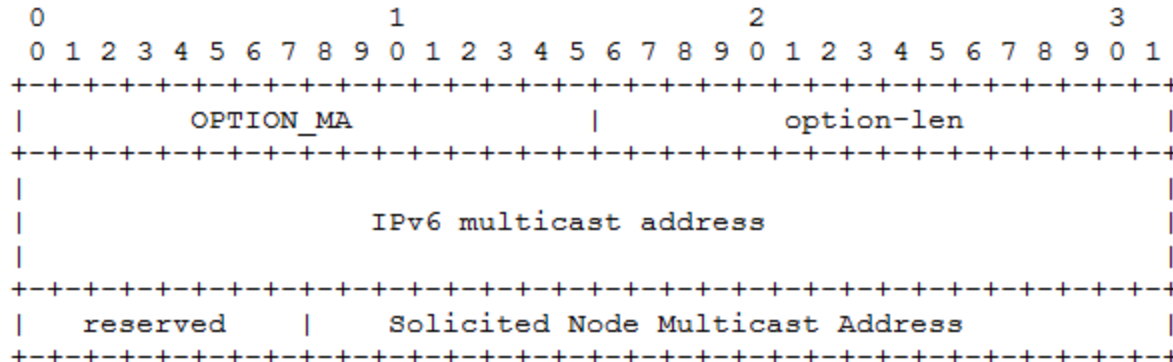 0                   1                   2                   3
0 1 2 3 4 5 6 7 8 9 0 1 2 3 4 5 6 7 8 9 0 1 2 3 4 5 6 7 8 9 0 1
+-+-+-+-+-+-+-+-+-+-+-+-+-+-+-+-+-+-+-+-+-+-+-+-+-+-+-+-+-+-+-+-+
|         OPTION_MA             |          option-len           |
+-+-+-+-+-+-+-+-+-+-+-+-+-+-+-+-+-+-+-+-+-+-+-+-+-+-+-+-+-+-+-+-+
|                                                               |
|                   IPv6 multicast address                      |
|                                                               |
+-+-+-+-+-+-+-+-+-+-+-+-+-+-+-+-+-+-+-+-+-+-+-+-+-+-+-+-+-+-+-+-+
|   reserved    |    Solicited Node Multicast Address           |
+-+-+-+-+-+-+-+-+-+-+-+-+-+-+-+-+-+-+-+-+-+-+-+-+-+-+-+-+-+-+-+-+